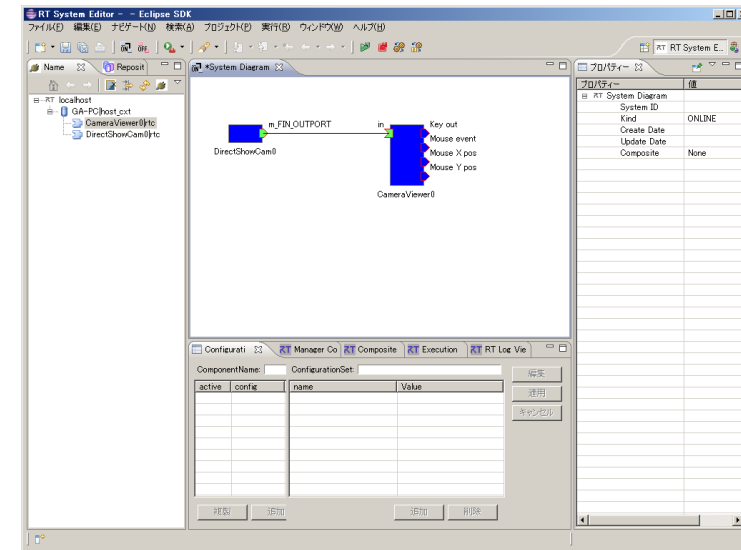 RT System Editor - - Eclipse SDK
ファイル(F) 編集(E) ナビゲート(N) 検索(A) プロジェクト(P) 実行(R) ウィンドウ(W) ヘルプ(H)
RT System E..
Name
Reposit
RT localhost
GA-PC|host_cxt
CameraViewer0|rtc
DirectShowCam0|rtc
*System Diagram
m_FIN_OUTPORT
in
Key out
Mouse event
Mouse X pos
Mouse Y pos
DirectShowCam0
CameraViewer0
Configurati
RT Manager Co
RT Composite
RT Execution
RT RT Log Vie
ComponentName:
ConfigurationSet:
active config name Value
編集
適用
キャンセル
複製 追加 追加 削除
プロパティー
プロパティー 値
RT System Diagram
System ID
Kind ONLINE
Create Date
Update Date
Composite None